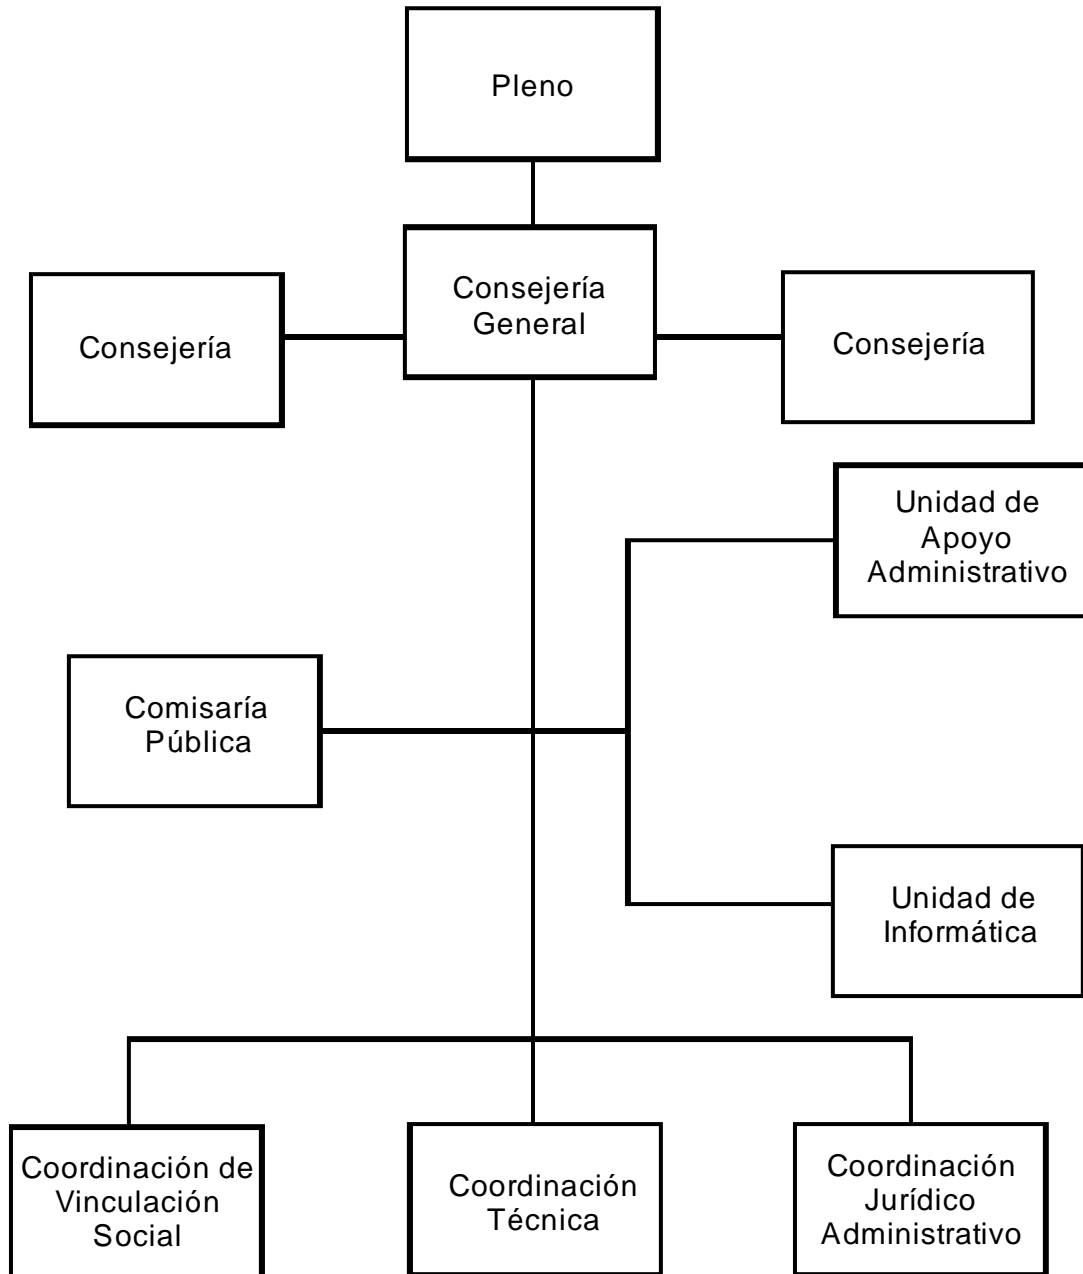 Pleno
Consejería
General
Consejería
Consejería
Unidad de
Apoyo
Administrativo
Comisaría
Pública
Unidad de
Informática
Coordinación de
Vinculación
Social
Coordinación
Técnica
Coordinación
Jurídico
Administrativo